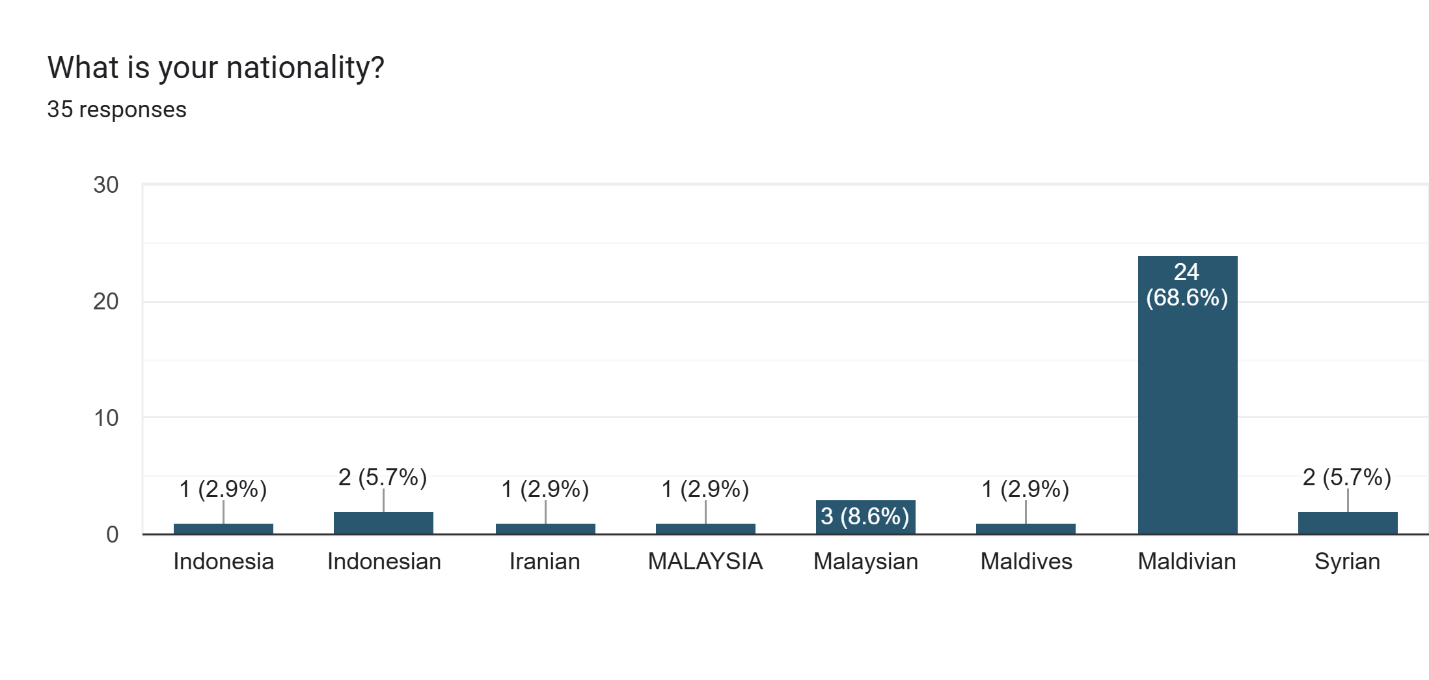 What is your nationality?
35 responses
30
20
10
0
1 (2.9%)
2 (5.7%)
1 (2.9%)
1 (2.9%)
3 (8.6%)
1 (2.9%)
24
(68.6%)
2 (5.7%)
Indonesia
Indonesian
Iranian
MALAYSIA
Malaysian
Maldives
Maldivian
Syrian